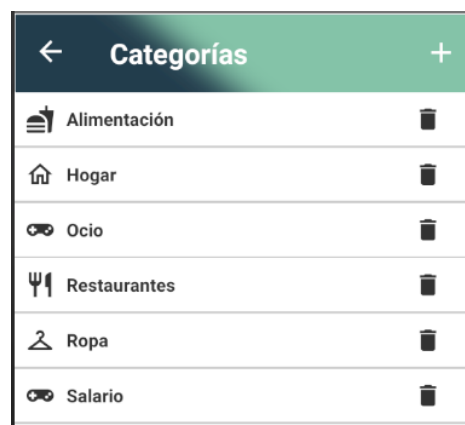 Categorías
Alimentación
Hogar
Ocio
Restaurantes
Ropa
Salario